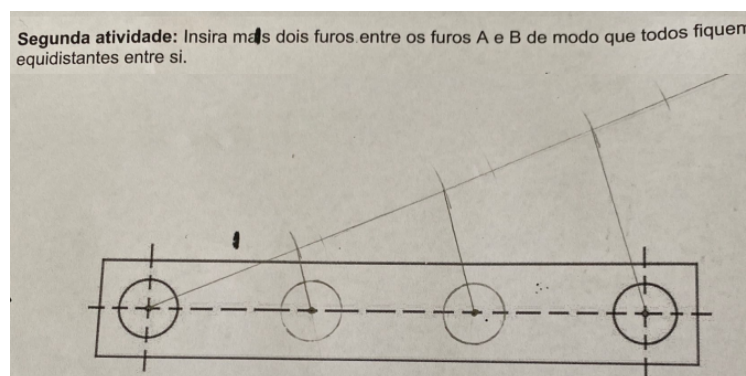 Segunda atividade: Insira mais dois furos entre os furos A e B de modo que todos fiquem
equidistantes entre si.